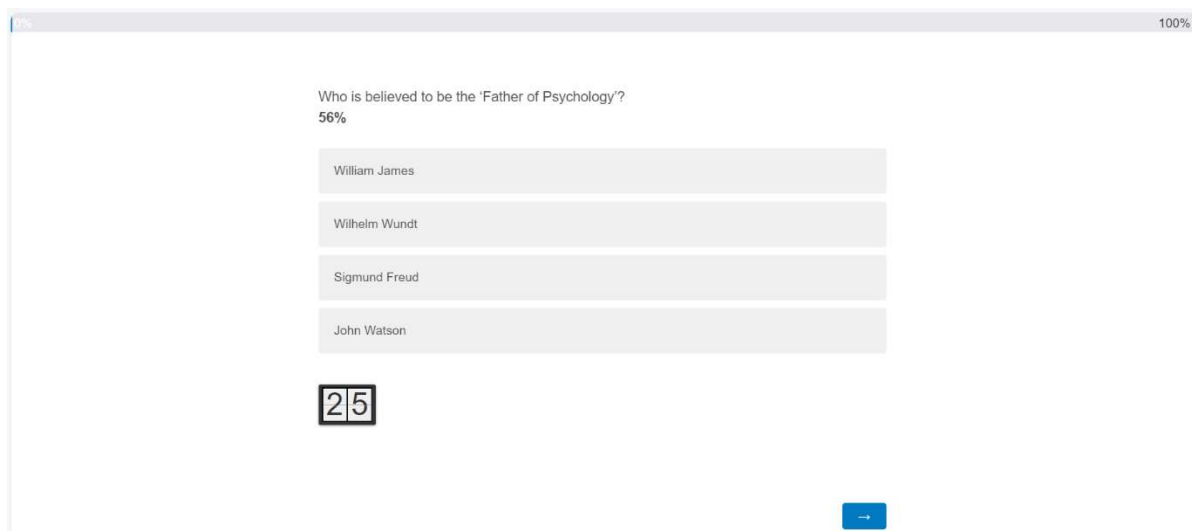 0%
100%
Who is believed to be the ‘Father of Psychology’?
56%
William James
Wilhelm Wundt
Sigmund Freud
John Watson
25
→